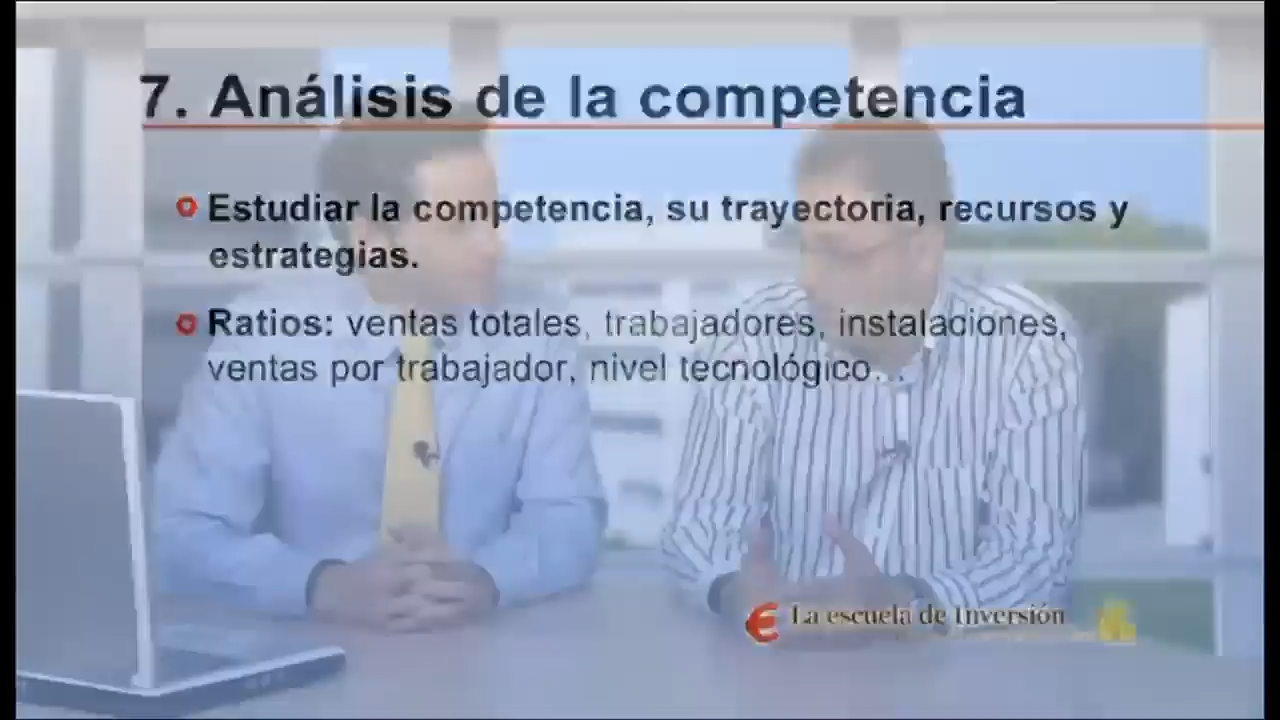 7. Análisis de la competencia
Estudiar la competencia, su trayectoria, recursos y
estrategias.
Ratios: ventas totales, trabajadores, instalaciones,
ventas por trabajador, nivel tecnológico...
La escuela de Inversión